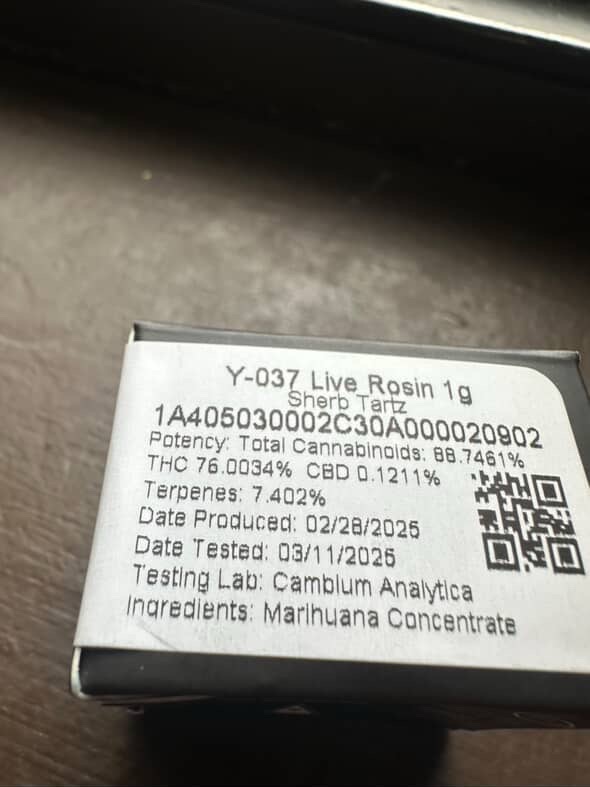 Y-037 Live Rosin 1g
Sherb Tartz
1A405030002C30A000020902
Potency: Total Cannabinoids: 88.7461%
THC 76.0034% CBD 0.1211%
Terpenes: 7.402%
Date Produced: 02/28/2025
Date Tested: 03/11/2025
Testing Lab: Cambium Analytica
Ingredients: Marihuana Concentrate